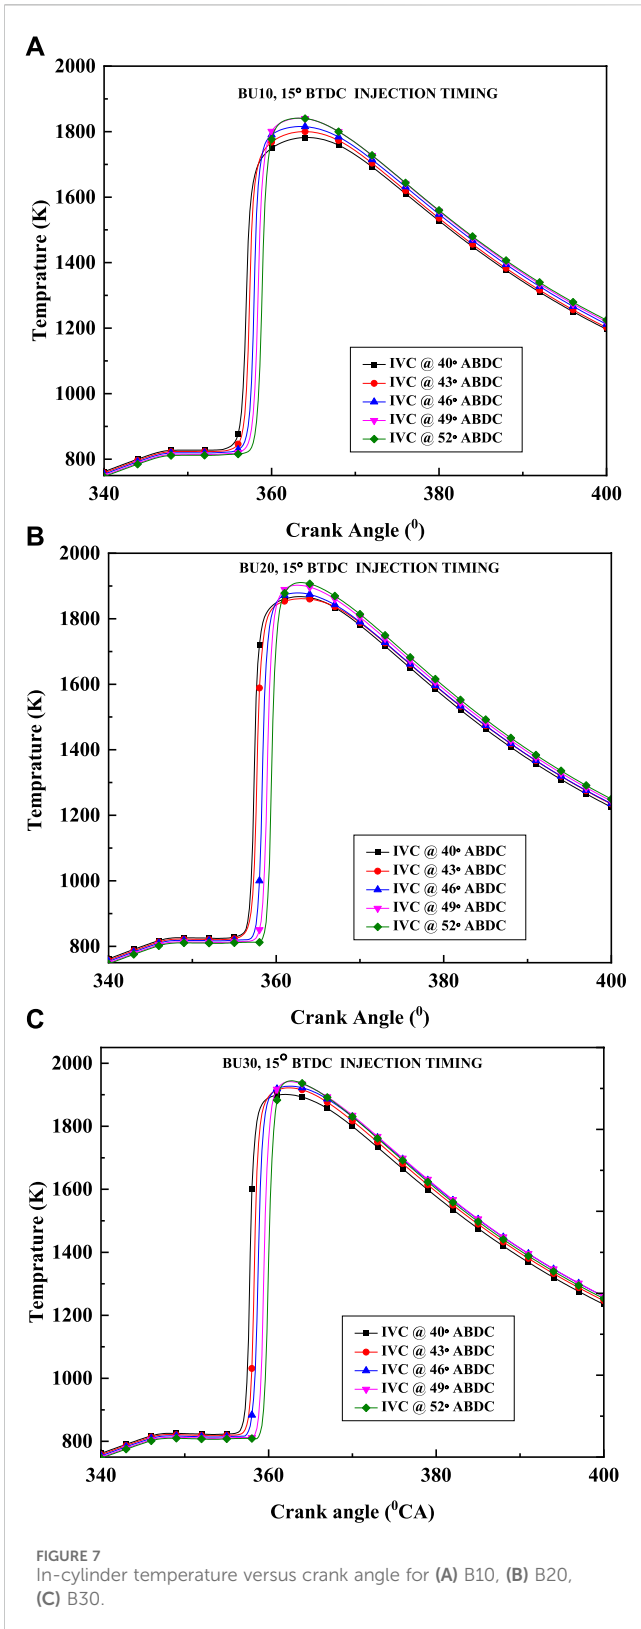 A
BU10, 15° BTDC INJECTION TIMING
2000
1800
1600
1400
1200
1000
800
Temprature (K)
IVC @ 40° ABDC
IVC @ 43° ABDC
IVC @ 46° ABDC
IVC @ 49° ABDC
IVC @ 52° ABDC
340
360
380
400
Crank Angle (⁰)
B
BU20, 15° BTDC INJECTION TIMING
2000
1800
1600
1400
1200
1000
800
Temprature (K)
IVC @ 40° ABDC
IVC @ 43° ABDC
IVC @ 46° ABDC
IVC @ 49° ABDC
IVC @ 52° ABDC
340
360
380
400
Crank Angle (⁰)
C
BU30, 15° BTDC INJECTION TIMING
2000
1800
1600
1400
1200
1000
800
Temprature (K)
IVC @ 40° ABDC
IVC @ 43° ABDC
IVC @ 46° ABDC
IVC @ 49° ABDC
IVC @ 52° ABDC
340
360
380
400
Crank angle (⁰CA)
FIGURE 7
In-cylinder temperature versus crank angle for (A) B10, (B) B20,
(C) B30.